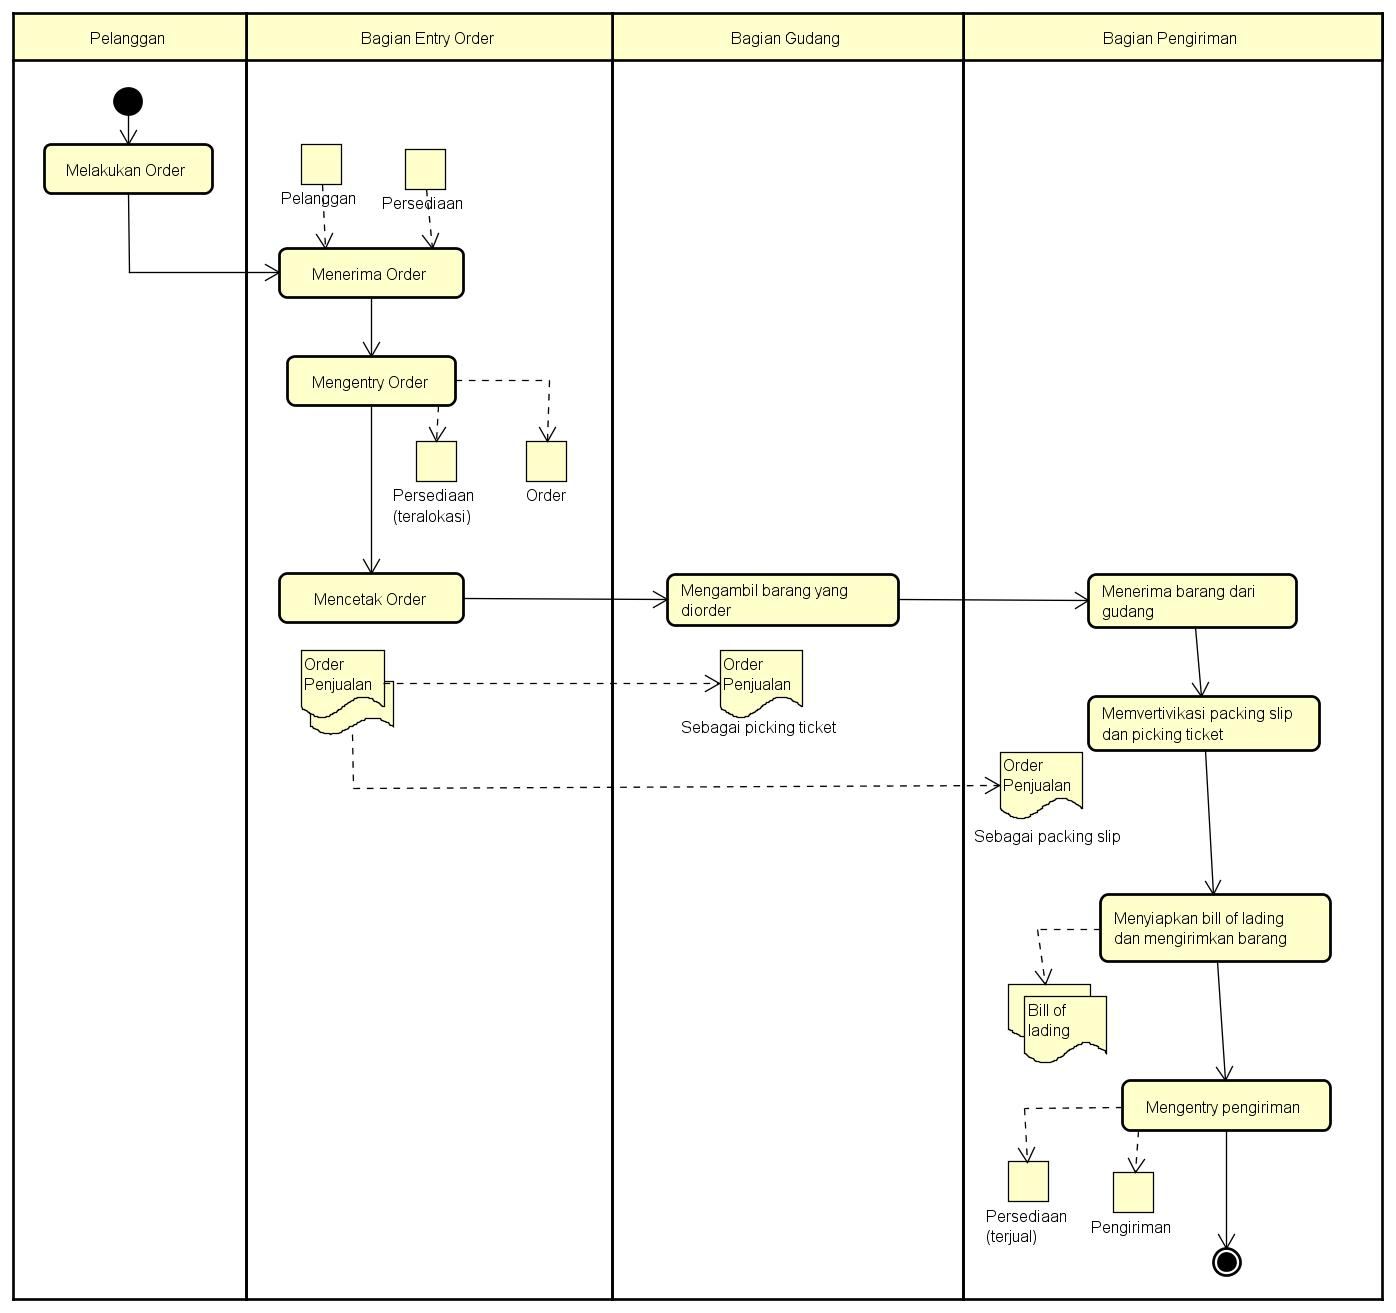 Pelanggan
Bagian Entry Order
Bagian Gudang
Bagian Pengiriman
Melakukan Order
Pelanggan
Persediaan
Menerima Order
Mengentry Order
Persediaan
(teralokasi)
Order
Mencetak Order
Mengambil barang yang
diorder
Menerima barang dari
gudang
Order
Penjualan
Order
Penjualan
Sebagai picking ticket
Memvertivikasi packing slip
dan picking ticket
Order
Penjualan
Sebagai packing slip
Menyiapkan bill of lading
dan mengirimkan barang
Bill of
lading
Mengentry pengiriman
Persediaan
(terjual)
Pengiriman